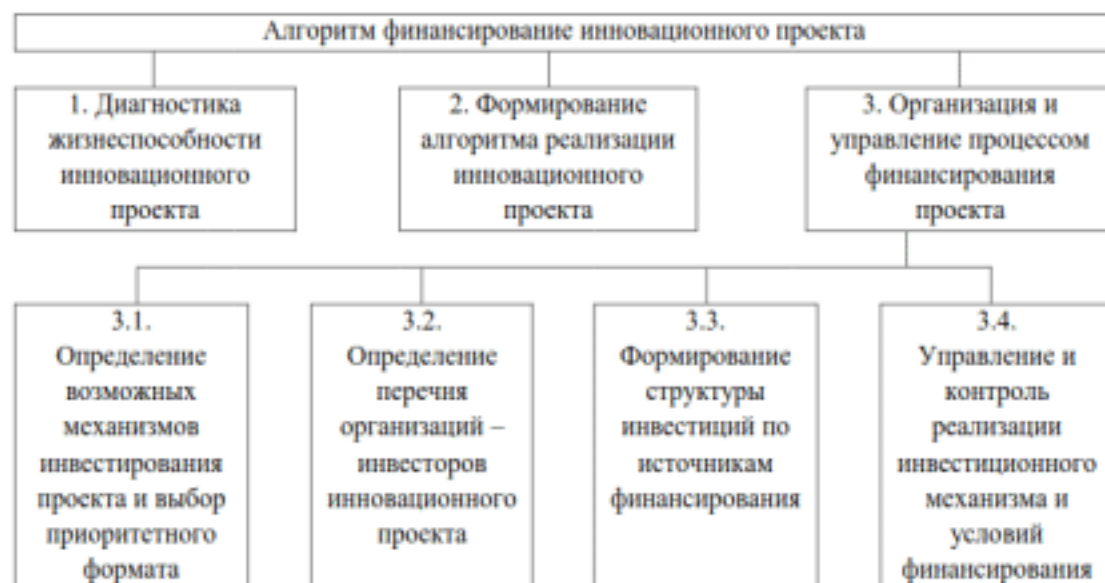 Алгоритм финансирование инновационного проекта
1. Диагностика
жизнеспособности
инновационного
проекта
2. Формирование
алгоритма реализации
инновационного
проекта
3. Организация и
управление процессом
финансирования
проекта
3.1.
Определение
возможных
механизмов
инвестирования
проекта и выбор
приоритетного
формата
3.2.
Определение
перечня
организаций –
инвесторов
инновационного
проекта
3.3.
Формирование
структуры
инвестиций по
источникам
финансирования
3.4.
Управление и
контроль
реализации
инвестиционного
механизма и
условий
финансирования